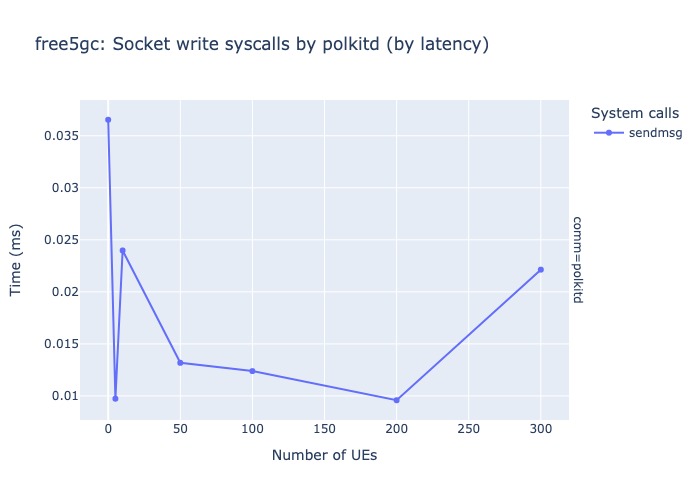 free5gc: Socket write syscalls by polkitd (by latency)
System calls
sendmsg
0.035
0.03
0.025
0.02
0.015
0.01
Time (ms)
comm=polkitd
0 50 100 150 200 250 300
Number of UEs